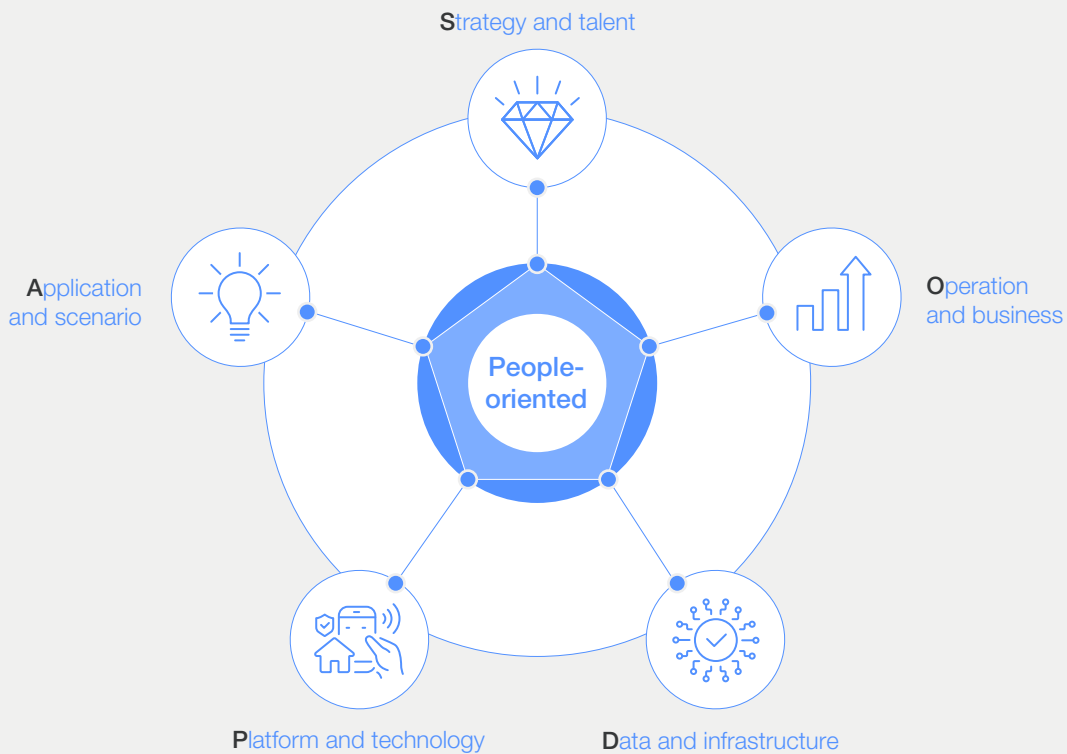 Strategy and talent
Application
and scenario
Operation
and business
People-
oriented
Platform and technology
Data and infrastructure